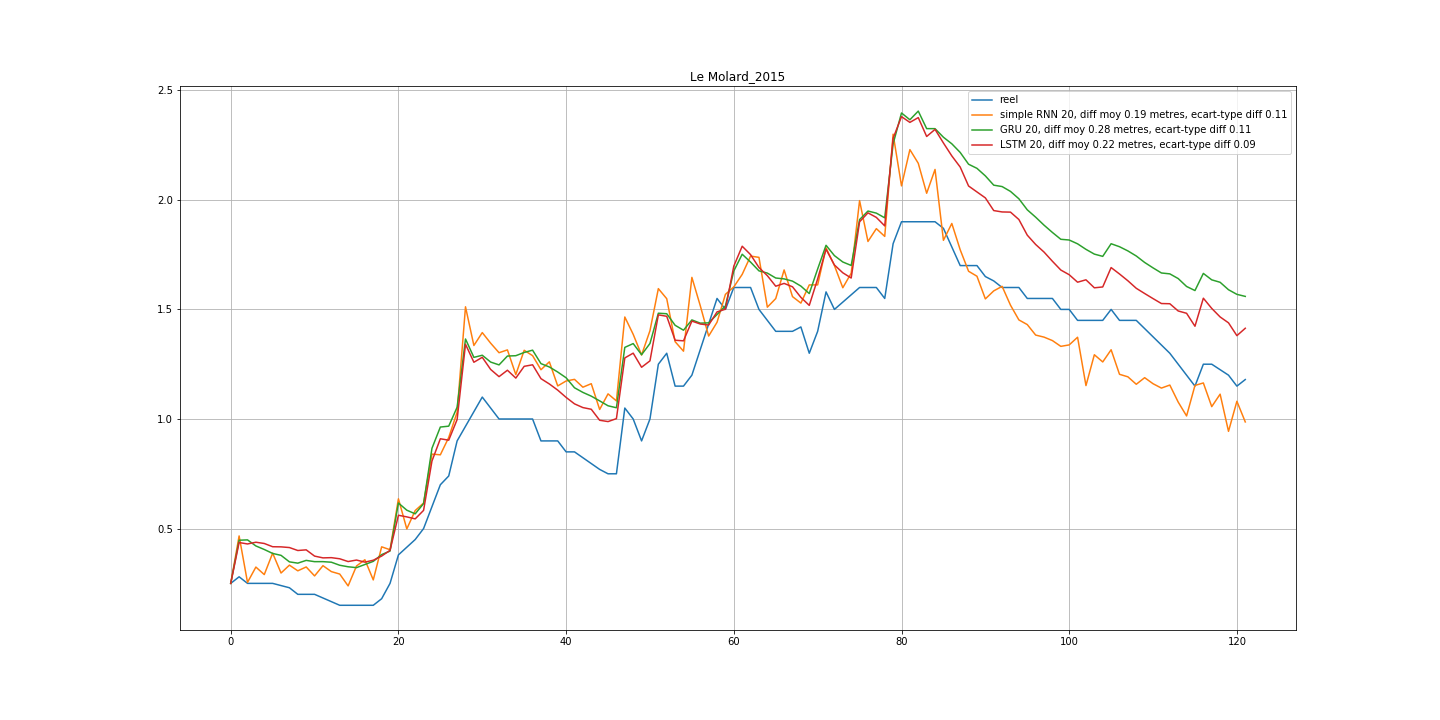 Le Molard_2015
2.5
2.0
1.5
1.0
0.5
reel
simple RNN 20, diff moy 0.19 metres, ecart-type diff 0.11
GRU 20, diff moy 0.28 metres, ecart-type diff 0.11
LSTM 20, diff moy 0.22 metres, ecart-type diff 0.09
0 20 40 60 80 100 120